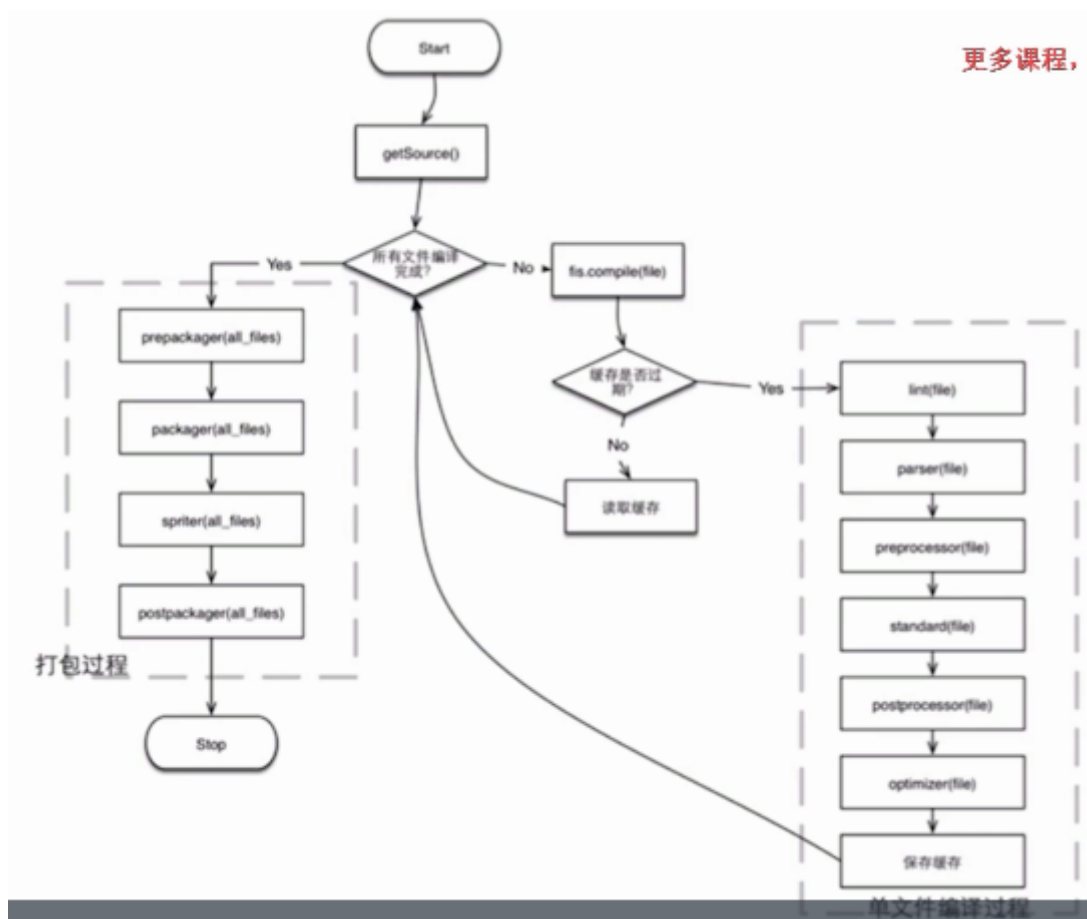 Start
更多课程，
getSource()
所有文件编译
完成？
Yes
No
fis.compile(file)
prepackager(all_files)
packager(all_files)
spriter(all_files)
postpackager(all_files)
打包过程
Stop
缓存是否过
期？
Yes
No
读取缓存
lint(file)
parser(file)
preprocessor(file)
standard(file)
postprocessor(file)
optimizer(file)
保存缓存
单文件编译过程